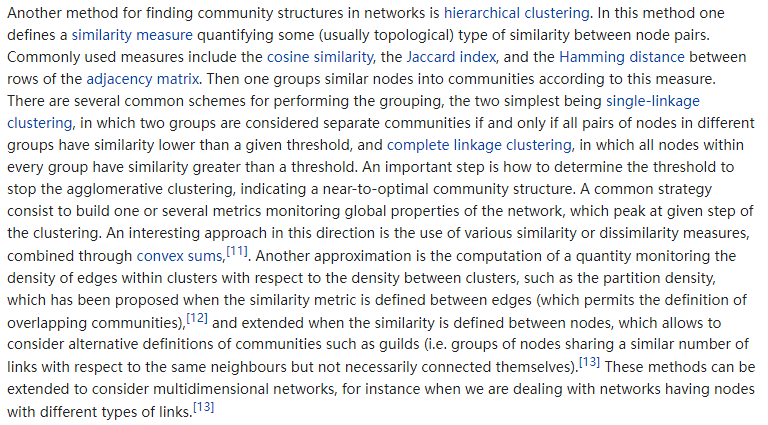 Another method for finding community structures in networks is hierarchical clustering. In this method one
defines a similarity measure quantifying some (usually topological) type of similarity between node pairs.
Commonly used measures include the cosine similarity, the Jaccard index, and the Hamming distance between
rows of the adjacency matrix. Then one groups similar nodes into communities according to this measure.
There are several common schemes for performing the grouping, the two simplest being single-linkage
clustering, in which two groups are considered separate communities if and only if all pairs of nodes in different
groups have similarity lower than a given threshold, and complete linkage clustering, in which all nodes within
every group have similarity greater than a threshold. An important step is how to determine the threshold to
stop the agglomerative clustering, indicating a near-to-optimal community structure. A common strategy
consist to build one or several metrics monitoring global properties of the network, which peak at given step of
the clustering. An interesting approach in this direction is the use of various similarity or dissimilarity measures,
combined through convex sums,[11]. Another approximation is the computation of a quantity monitoring the
density of edges within clusters with respect to the density between clusters, such as the partition density,
which has been proposed when the similarity metric is defined between edges (which permits the definition of
overlapping communities),[12] and extended when the similarity is defined between nodes, which allows to
consider alternative definitions of communities such as guilds (i.e. groups of nodes sharing a similar number of
links with respect to the same neighbours but not necessarily connected themselves).[13] These methods can be
extended to consider multidimensional networks, for instance when we are dealing with networks having nodes
with different types of links.[13]